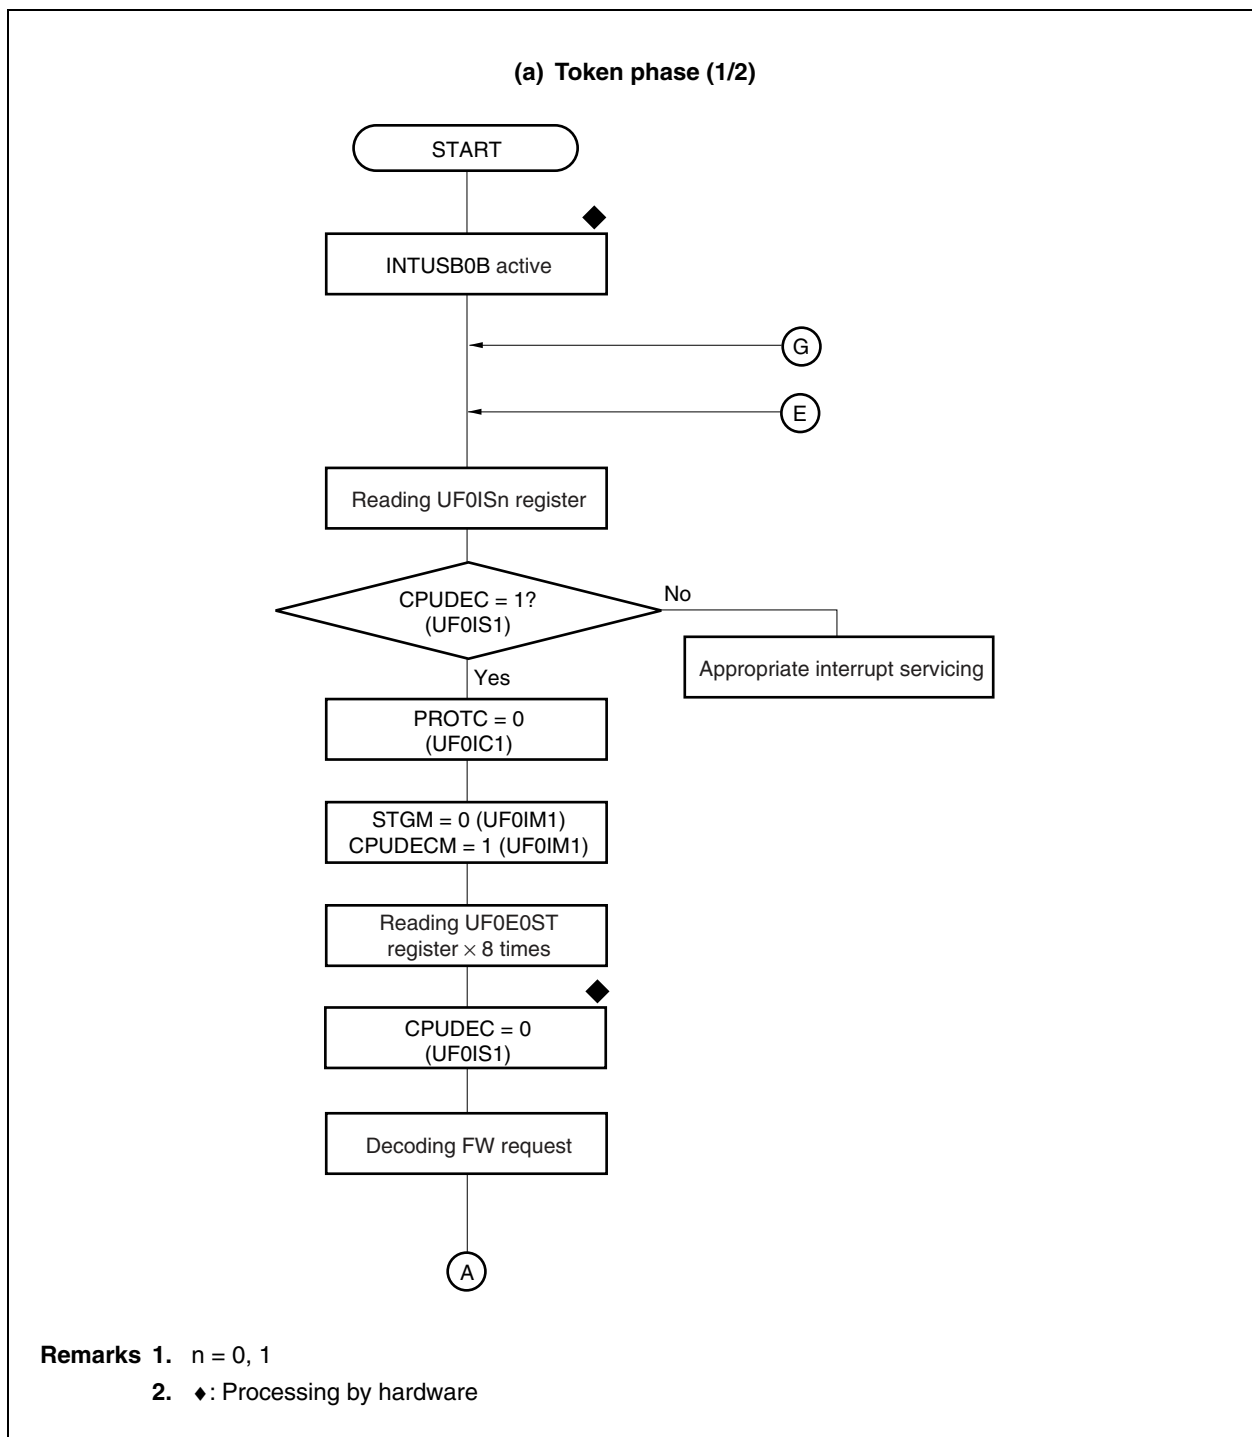 (a) Token phase (1/2)
START
◆
INTUSB0B active
G
E
Reading UF0ISn register
CPUDEC = 1?
(UF0IS1)
No
Appropriate interrupt servicing
Yes
PROTC = 0
(UF0IC1)
STGM = 0 (UF0IM1)
CPUDECM = 1 (UF0IM1)
Reading UF0E0ST
register × 8 times
◆
CPUDEC = 0
(UF0IS1)
Decoding FW request
A
Remarks 1. n = 0, 1
2. ♦: Processing by hardware